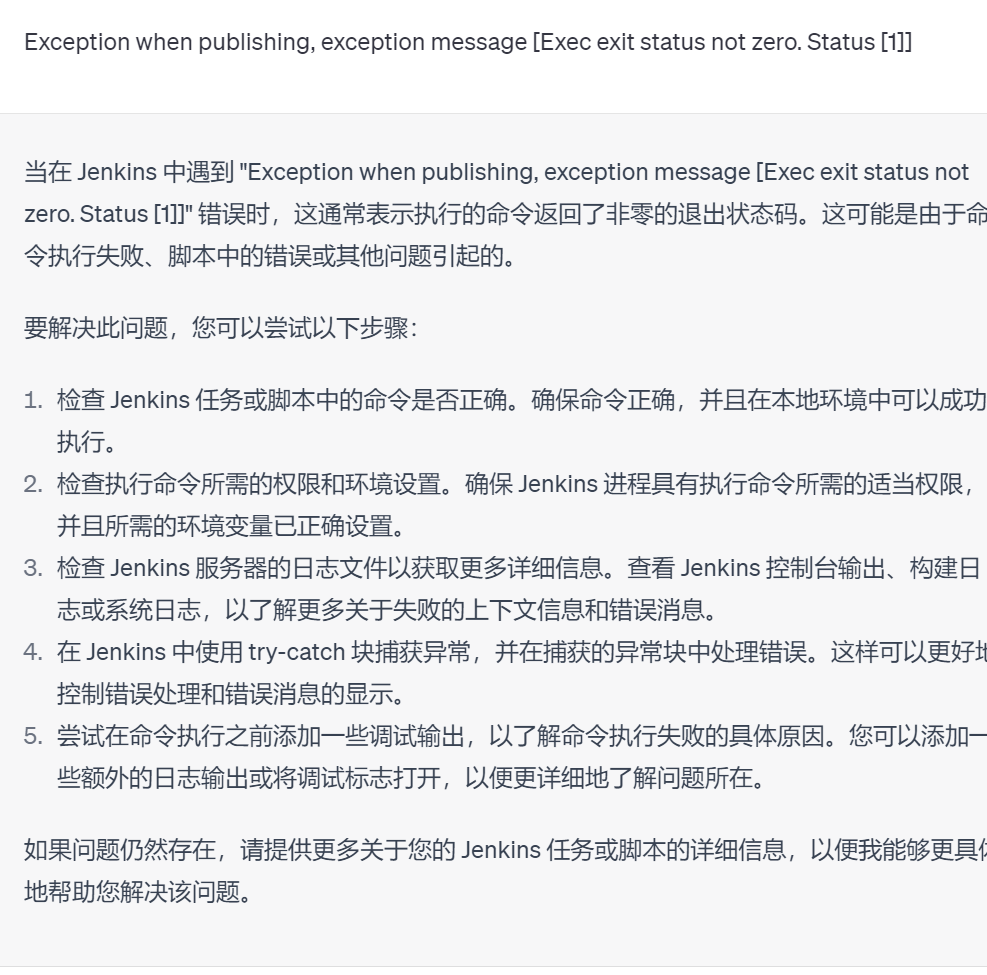 Exception when publishing, exception message [Exec exit status not zero. Status [1]]
当在 Jenkins 中遇到 "Exception when publishing, exception message [Exec exit status not
zero. Status [1]]" 错误时，这通常表示执行的命令返回了非零的退出状态码。这可能是由于命
令执行失败、脚本中的错误或其他问题引起的。
要解决此问题，您可以尝试以下步骤：
1. 检查 Jenkins 任务或脚本中的命令是否正确。确保命令正确，并且在本地环境中可以成功
执行。
2. 检查执行命令所需的权限和环境设置。确保 Jenkins 进程具有执行命令所需的适当权限，
并且所需的环境变量已正确设置。
3. 检查 Jenkins 服务器的日志文件以获取更多详细信息。查看 Jenkins 控制台输出、构建日
志或系统日志，以了解更多关于失败的上下文信息和错误消息。
4. 在 Jenkins 中使用 try-catch 块捕获异常，并在捕获的异常块中处理错误。这样可以更好地
控制错误处理和错误消息的显示。
5. 尝试在命令执行之前添加一些调试输出，以了解命令执行失败的具体原因。您可以添加一
些额外的日志输出或将调试标志打开，以便更详细地了解问题所在。
如果问题仍然存在，请提供更多关于您的 Jenkins 任务或脚本的详细信息，以便我能够更具体
地帮助您解决该问题。